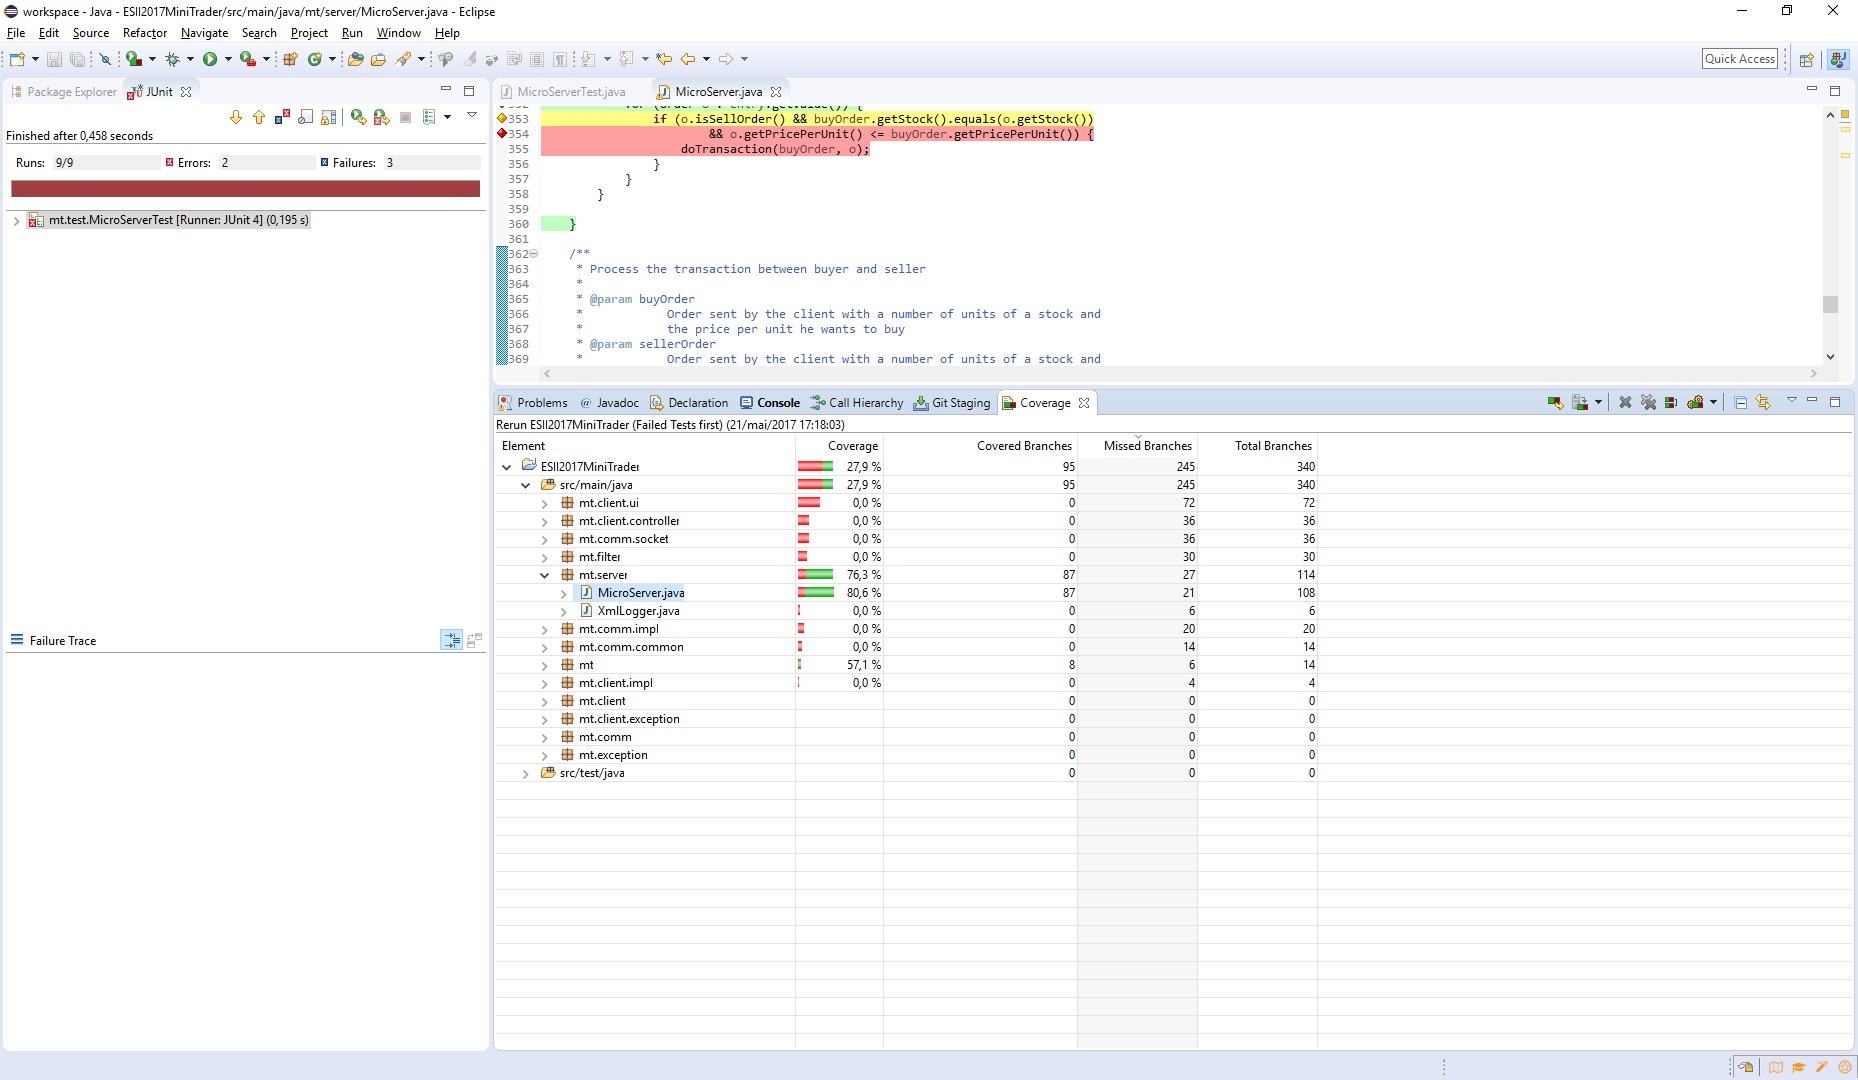 workspace - Java - ESII2017MiniTrader/src/main/java/mt/server/MicroServer.java - Eclipse
File Edit Source Refactor Navigate Search Project Run Window Help
Quick Access
Package Explorer JUnit
Finished after 0,458 seconds
Runs: 9/9 Errors: 2 Failures: 3
mt.test.MicroServerTest [Runner: JUnit 4] (0,195 s)
Failure Trace
MicroServerTest.java MicroServer.java
352 for (Order o : entry.getValue()) {
353 if (o.isSellOrder() && buyOrder.getStock().equals(o.getStock())
354 && o.getPricePerUnit() <= buyOrder.getPricePerUnit()) {
355 doTransaction(buyOrder, o);
356 }
357 }
358 }
359
360 }
361
362 /**
363 * Process the transaction between buyer and seller
364 *
365 * @param buyOrder
366 * Order sent by the client with a number of units of a stock and
367 * the price per unit he wants to buy
368 * @param sellerOrder
369 * Order sent by the client with a number of units of a stock and
Problems @ Javadoc Declaration Console Call Hierarchy Git Staging Coverage
Rerun ESII2017MiniTrader (Failed Tests first) (21/mai/2017 17:18:03)
Element Coverage Covered Branches Missed Branches Total Branches
ESII2017MiniTrader 27,9 % 95 245 340
src/main/java 27,9 % 95 245 340
mt.client.ui 0,0 % 0 72 72
mt.client.controller 0,0 % 0 36 36
mt.comm.socket 0,0 % 0 36 36
mt.filter 0,0 % 0 30 30
mt.server 76,3 % 87 27 114
MicroServer.java 80,6 % 87 21 108
XmlLogger.java 0,0 % 0 6 6
mt.comm.impl 0,0 % 0 20 20
mt.comm.common 0,0 % 0 14 14
mt 57,1 % 8 6 14
mt.client.impl 0,0 % 0 4 4
mt.client 0 0 0
mt.client.exception 0 0 0
mt.comm 0 0 0
mt.exception 0 0 0
src/test/java 0 0 0